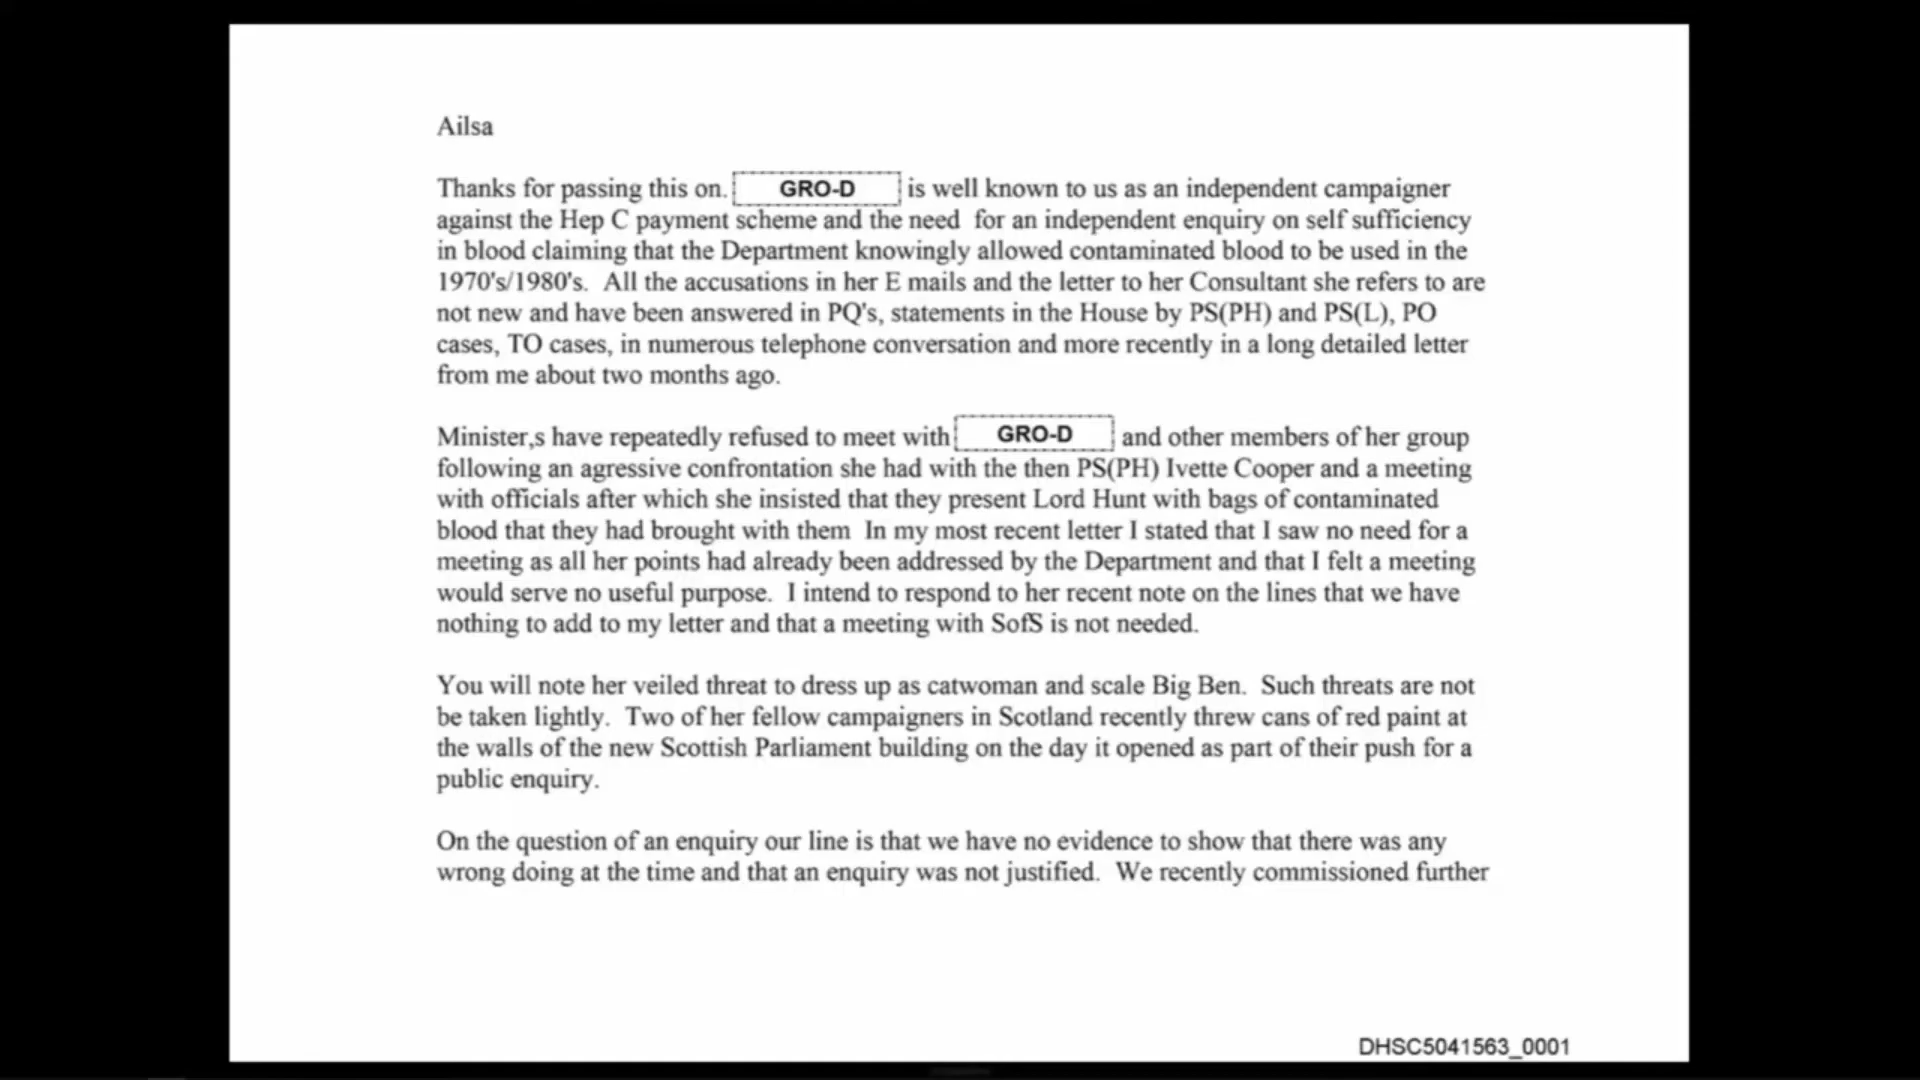 Ailsa
Thanks for passing this on. GRO-D is well known to us as an independent campaigner
against the Hep C payment scheme and the need for an independent enquiry on self sufficiency
in blood claiming that the Department knowingly allowed contaminated blood to be used in the
1970's/1980's. All the accusations in her E mails and the letter to her Consultant she refers to are
not new and have been answered in PQ's, statements in the House by PS(PH) and PS(L), PO
cases, TO cases, in numerous telephone conversation and more recently in a long detailed letter
from me about two months ago.
Minister,s have repeatedly refused to meet with GRO-D and other members of her group
following an agressive confrontation she had with the then PS(PH) Ivette Cooper and a meeting
with officials after which she insisted that they present Lord Hunt with bags of contaminated
blood that they had brought with them In my most recent letter I stated that I saw no need for a
meeting as all her points had already been addressed by the Department and that I felt a meeting
would serve no useful purpose. I intend to respond to her recent note on the lines that we have
nothing to add to my letter and that a meeting with SofS is not needed.
You will note her veiled threat to dress up as catwoman and scale Big Ben. Such threats are not
be taken lightly. Two of her fellow campaigners in Scotland recently threw cans of red paint at
the walls of the new Scottish Parliament building on the day it opened as part of their push for a
public enquiry.
On the question of an enquiry our line is that we have no evidence to show that there was any
wrong doing at the time and that an enquiry was not justified. We recently commissioned further
DHSC5041563_0001